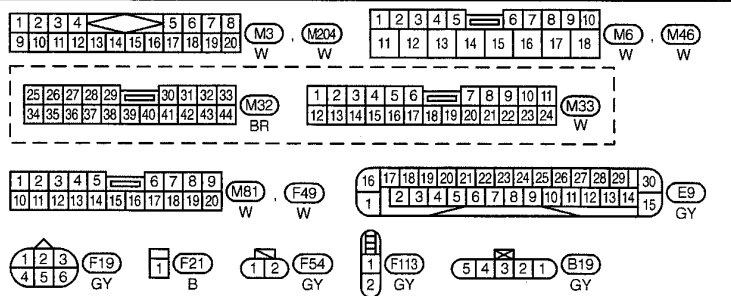 1 2 3 4 5 6 7 8
9 10 11 12 13 14 15 16 17 18 19 20
M3 , M204
W W
1 2 3 4 5 6 7 8 9 10
11 12 13 14 15 16 17 18
M6 , M46
W W
25 26 27 28 29 30 31 32 33
34 35 36 37 38 39 40 41 42 43 44
M32
BR
1 2 3 4 5 6 7 8 9 10 11
12 13 14 15 16 17 18 19 20 21 22 23 24
M33
W
1 2 3 4 5 6 7 8 9
10 11 12 13 14 15 16 17 18 19 20
M81 , F49
W W
16 17 18 19 20 21 22 23 24 25 26 27 28 29 30
1 2 3 4 5 6 7 8 9 10 11 12 13 14 15
E9
GY
1 2 3
4 5 6
F19
GY
1
F21
B
1 2
F54
GY
1
2
F113
GY
5 4 3 2 1
B19
GY